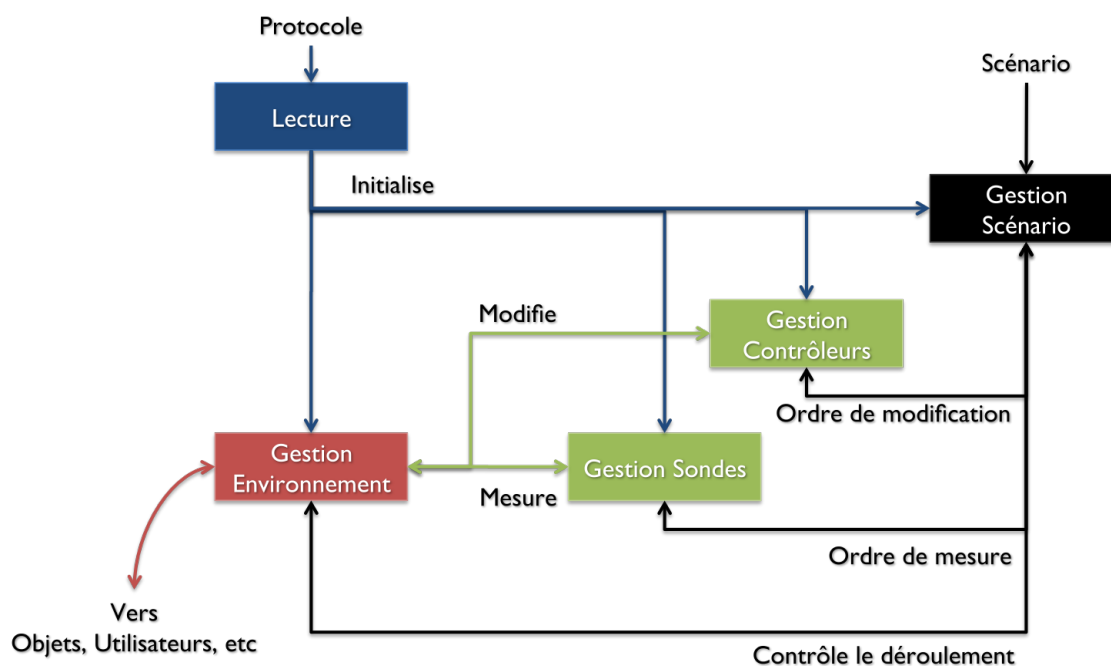 Protocole
Scénario
Lecture
Initialise
Gestion
Scénario
Modifie
Gestion
Contrôleurs
Ordre de modification
Gestion
Environnement
Gestion Sondes
Mesure
Ordre de mesure
Vers
Objets, Utilisateurs, etc
Contrôle le déroulement